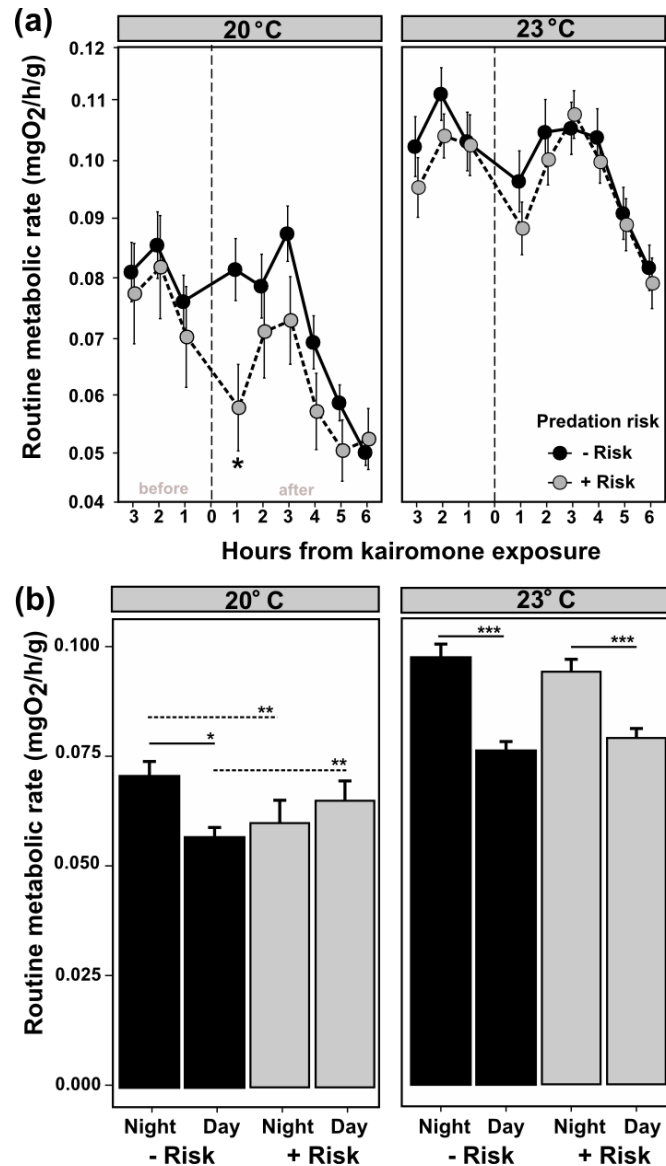 (a)
20 °C
23 °C
Routine metabolic rate (mgO₂/h/g)
0.12
0.11
0.10
0.09
0.08
0.07
0.06
0.05
0.04
*
before
after
Predation risk
- Risk
+ Risk
3 2 1 0 1 2 3 4 5 6
3 2 1 0 1 2 3 4 5 6
Hours from kairomone exposure
(b)
20° C
23° C
Routine metabolic rate (mgO₂/h/g)
0.100
0.075
0.050
0.025
0.000
**
*
**
***
***
Night Day Night Day
- Risk + Risk
Night Day Night Day
- Risk + Risk